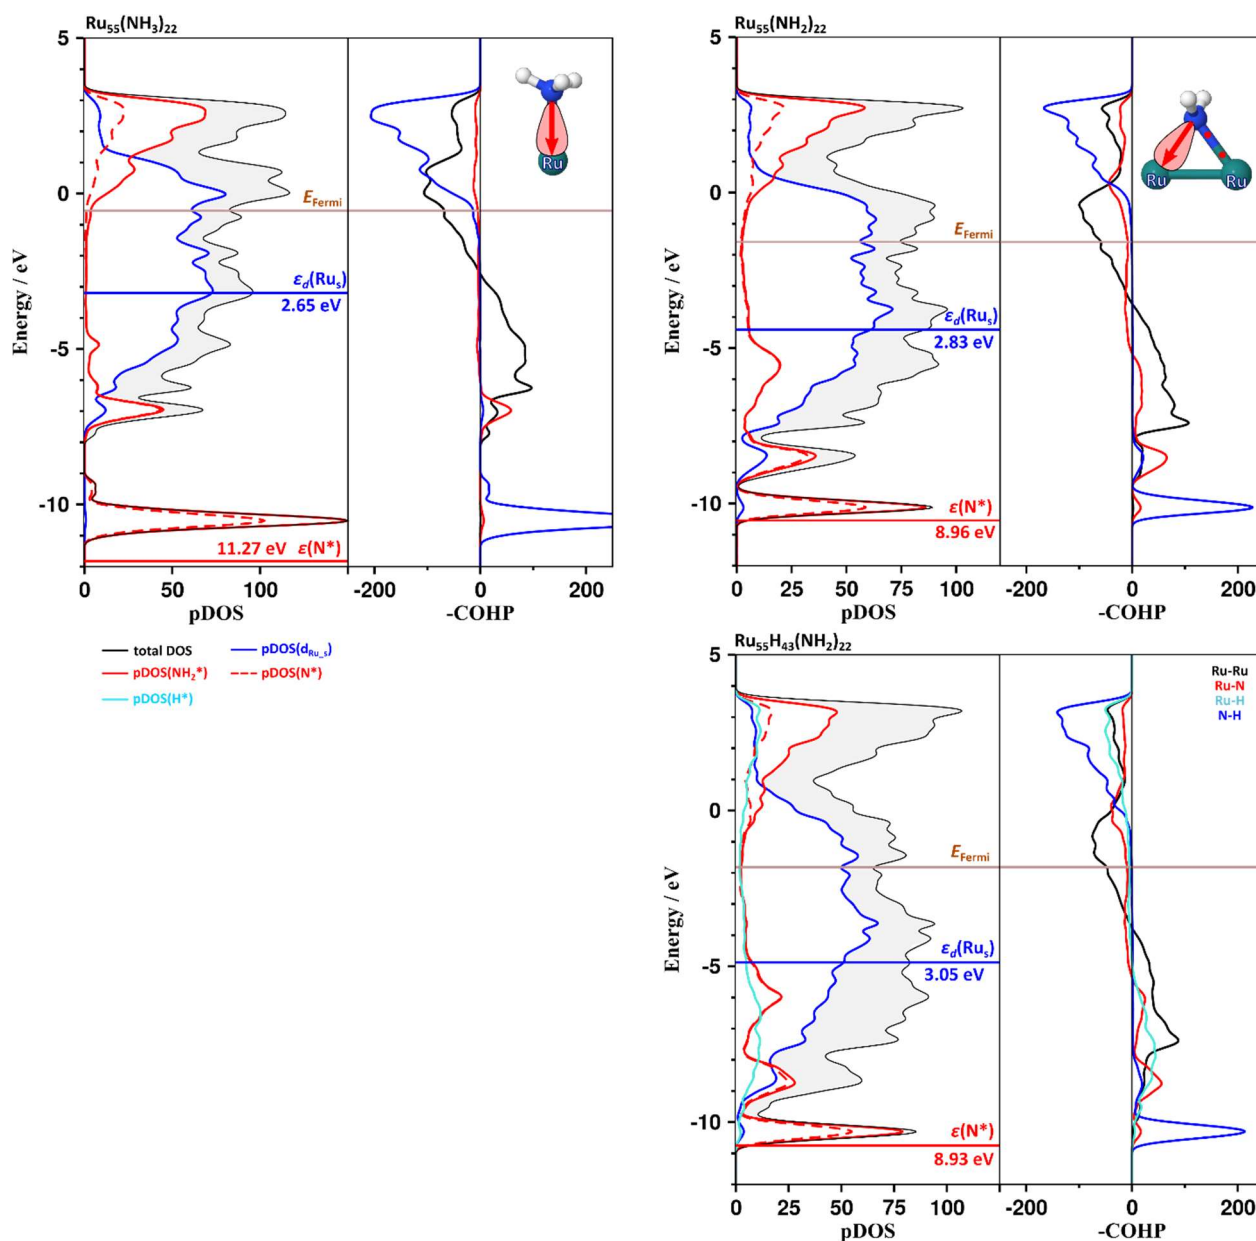 Ru55(NH3)22
5
0
-5
-10
Energy / eV
EFermi
εd(Rus)
2.65 eV
11.27 eV ε(N*)
0 50 100
-200 0 200
pDOS
-COHP
Ru
total DOS
pDOS(dRu_s)
pDOS(NH2*)
pDOS(N*)
pDOS(H*)
Ru55(NH2)22
5
0
-5
-10
Energy / eV
EFermi
εd(Rus)
2.83 eV
ε(N*)
8.96 eV
0 25 50 75 100
-200 0 200
pDOS
-COHP
Ru
Ru
Ru55H43(NH2)22
5
0
-5
-10
Energy / eV
EFermi
εd(Rus)
3.05 eV
ε(N*)
8.93 eV
Ru-Ru
Ru-N
Ru-H
N-H
0 25 50 75 100
-200 0 200
pDOS
-COHP